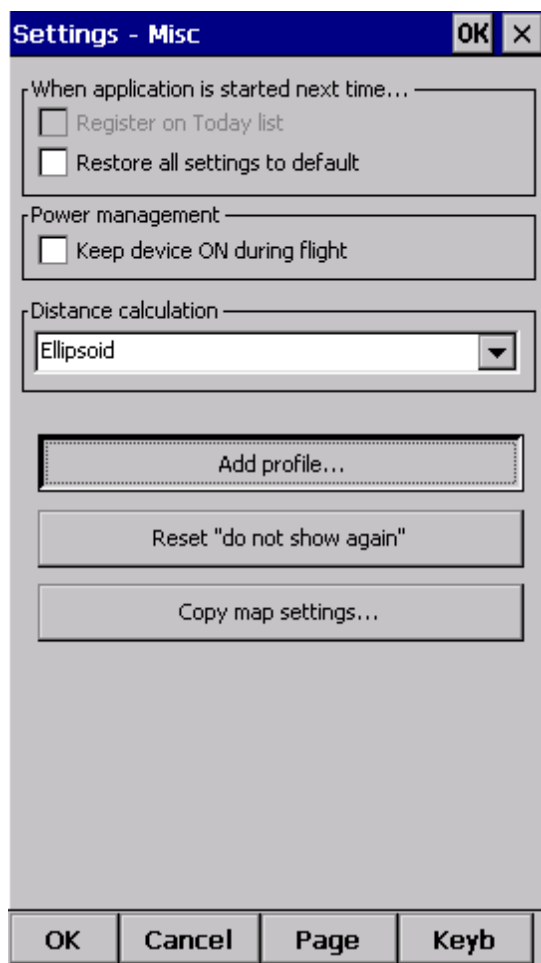 Settings - Misc OK ×
When application is started next time...
Register on Today list
Restore all settings to default
Power management
Keep device ON during flight
Distance calculation
Ellipsoid
Add profile...
Reset "do not show again"
Copy map settings...
OK Cancel Page Keyb